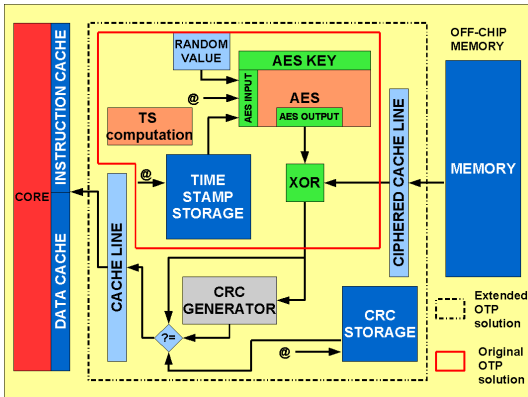 CORE
INSTRUCTION CACHE
DATA CACHE
CACHE LINE
RANDOM
VALUE
AES KEY
AES INPUT
AES
AES OUTPUT
@
TS
computation
@
TIME
STAMP
STORAGE
XOR
CIPHERED CACHE LINE
OFF-CHIP
MEMORY
MEMORY
CRC
GENERATOR
?=
@
CRC
STORAGE
Extended
OTP
solution
Original
OTP
solution